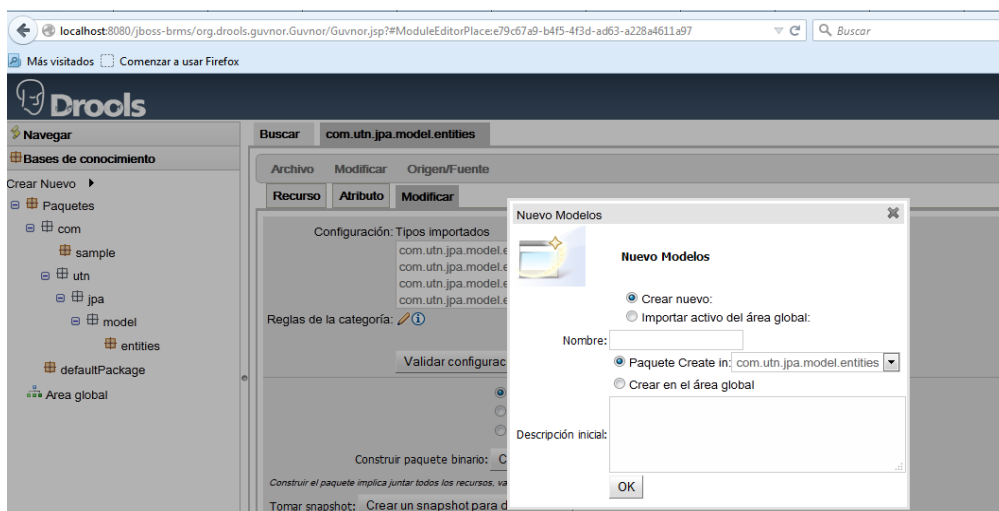 localhost:8080/jboss-brms/org.drools.guvnor.Guvnor/Guvnor.jsp?#ModuleEditorPlace:e79c67a9-b4f5-4f3d-ad63-a228a4611a97
Buscar
Más visitados
Comenzar a usar Firefox
Drools
Navegar
Bases de conocimiento
Crear Nuevo
Paquetes
com
sample
utn
jpa
model
entities
defaultPackage
Area global
Buscar
com.utn.jpa.model.entities
Archivo
Modificar
Origen/Fuente
Recurso
Atributo
Modificar
Configuración: Tipos importados
com.utn.jpa.model.e
com.utn.jpa.model.e
com.utn.jpa.model.e
com.utn.jpa.model.e
Reglas de la categoría:
Validar configurac
Construir paquete binario: C
Construir el paquete implica juntar todos los recursos, va
Tomar snapshot: Crear un snapshot para d
Nuevo Modelos
Nuevo Modelos
Crear nuevo:
Importar activo del área global:
Nombre:
Paquete Create in: com.utn.jpa.model.entities
Crear en el área global
Descripción inicial:
OK